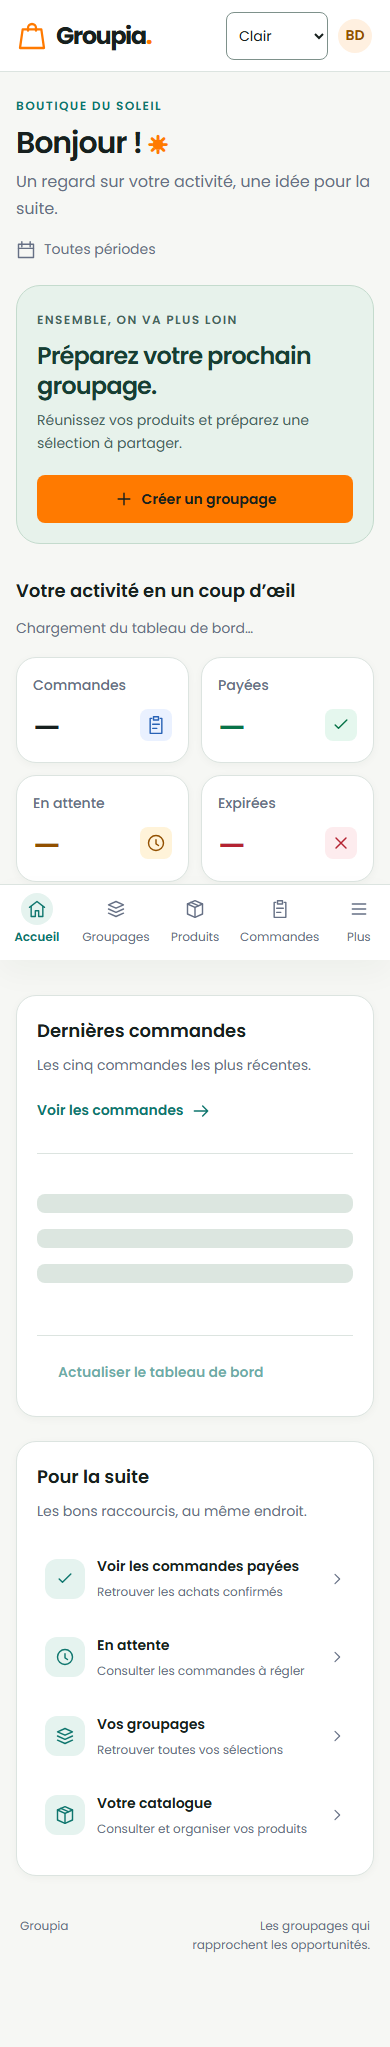 Groupia.
Clair
BD
BOUTIQUE DU SOLEIL
Bonjour !
Un regard sur votre activité, une idée pour la
suite.
Toutes périodes
ENSEMBLE, ON VA PLUS LOIN
Préparez votre prochain
groupage.
Réunissez vos produits et préparez une
sélection à partager.
Créer un groupage
Votre activité en un coup d’œil
Chargement du tableau de bord…
Commandes
—
Payées
—
En attente
—
Expirées
—
Accueil
Groupages
Produits
Commandes
Plus
Dernières commandes
Les cinq commandes les plus récentes.
Voir les commandes
Actualiser le tableau de bord
Pour la suite
Les bons raccourcis, au même endroit.
Voir les commandes payées
Retrouver les achats confirmés
En attente
Consulter les commandes à régler
Vos groupages
Retrouver toutes vos sélections
Votre catalogue
Consulter et organiser vos produits
Groupia
Les groupages qui
rapprochent les opportunités.